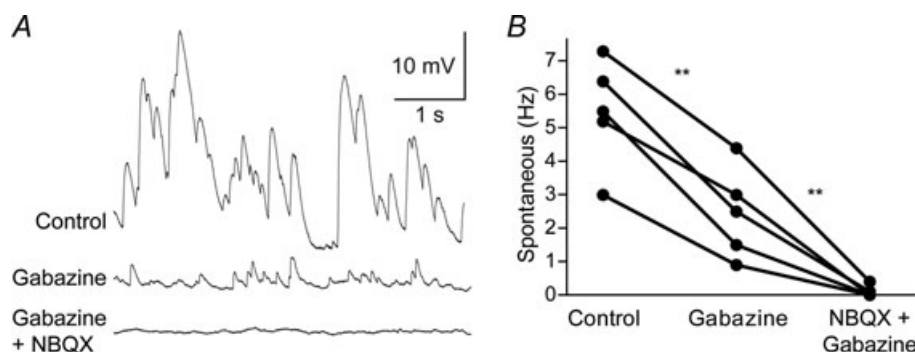 A
10 mV
1 s
Control
Gabazine
Gabazine
+ NBQX
B
Spontaneous (Hz)
7
6
5
4
3
2
1
0
**
**
Control
Gabazine
NBQX +
Gabazine